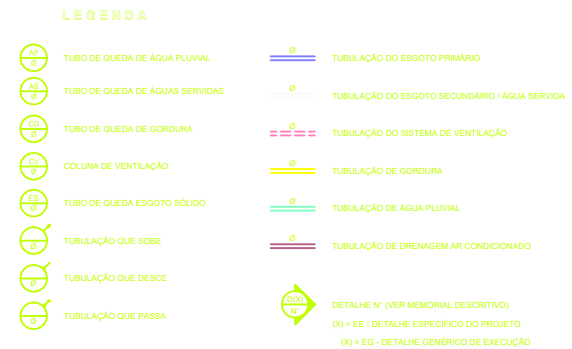 LEGENDA
AP
Ø
TUBO DE QUEDA DE ÁGUA PLUVIAL
AS
Ø
TUBO DE QUEDA DE ÁGUAS SERVIDAS
CG
Ø
TUBO DE QUEDA DE GORDURA
CV
Ø
COLUNA DE VENTILAÇÃO
ES
Ø
TUBO DE QUEDA ESGOTO SÓLIDO
Ø
TUBULAÇÃO QUE SOBE
Ø
TUBULAÇÃO QUE DESCE
Ø
TUBULAÇÃO QUE PASSA
Ø
TUBULAÇÃO DO ESGOTO PRIMÁRIO
Ø
TUBULAÇÃO DO ESGOTO SECUNDÁRIO / ÁGUA SERVIDA
Ø
TUBULAÇÃO DO SISTEMA DE VENTILAÇÃO
Ø
TUBULAÇÃO DE GORDURA
Ø
TUBULAÇÃO DE ÁGUA PLUVIAL
Ø
TUBULAÇÃO DE DRENAGEM AR CONDICIONADO
D(X)
N°
DETALHE N° (VER MEMORIAL DESCRITIVO)
(X) = EE - DETALHE ESPECÍFICO DO PROJETO
(X) = EG - DETALHE GENÉRICO DE EXECUÇÃO